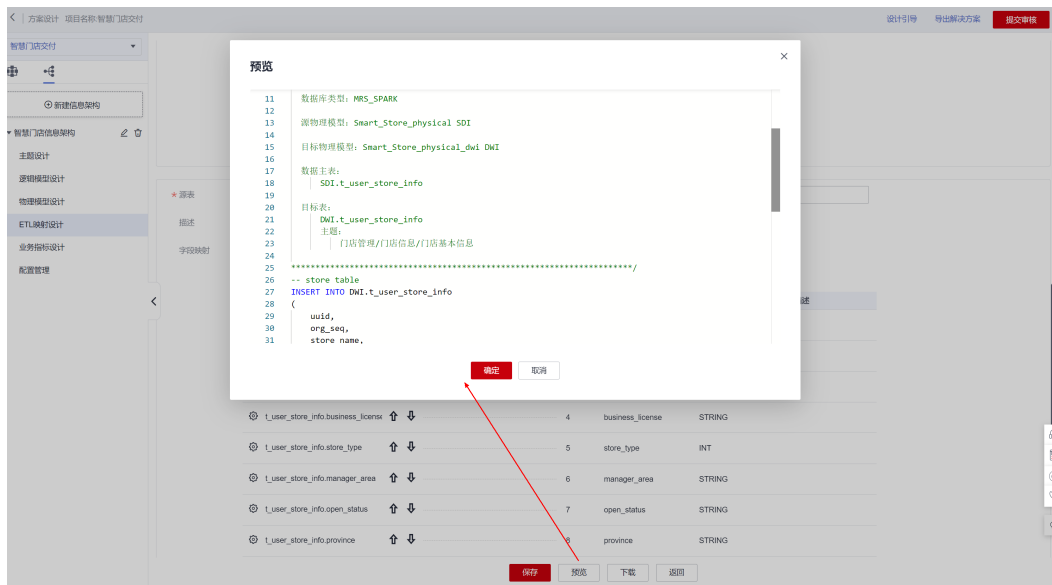 方案设计 项目名称:智慧门店交付
设计引导 导出解决方案 提交审核
智慧门店交付
新建信息架构
智慧门店信息架构
主题设计
逻辑模型设计
物理模型设计
ETL映射设计
业务指标设计
配置管理
* 源表
描述
字段映射
预览
11 数据库类型: MRS_SPARK
12
13 源物理模型: Smart_Store_physical SDI
14
15 目标物理模型: Smart_Store_physical_dwi DWI
16
17 数据主表:
18 SDI.t_user_store_info
19
20 目标表:
21 DWI.t_user_store_info
22 主题:
23 门店管理/门店信息/门店基本信息
24
25 **********************************************************************/
26 -- store table
27 INSERT INTO DWI.t_user_store_info
28 (
29 uuid,
30 org_seq,
31 store_name,
确定 取消
述
t_user_store_info.business_license 4 business_license STRING
t_user_store_info.store_type 5 store_type INT
t_user_store_info.manager_area 6 manager_area STRING
t_user_store_info.open_status 7 open_status STRING
t_user_store_info.province 8 province STRING
保存 预览 下载 返回